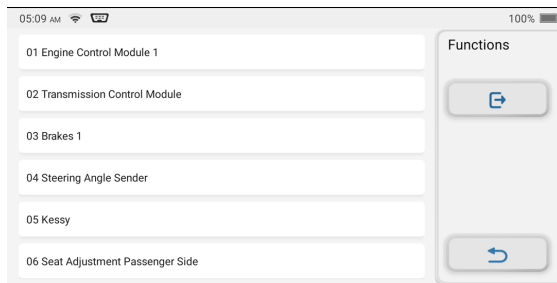 05:09 AM
100%
01 Engine Control Module 1
02 Transmission Control Module
03 Brakes 1
04 Steering Angle Sender
05 Kessy
06 Seat Adjustment Passenger Side
Functions